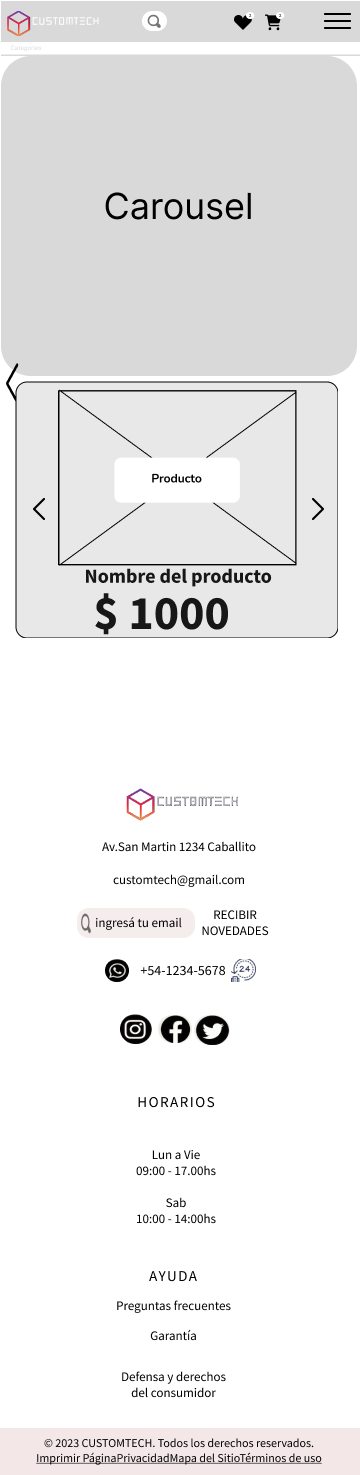 CUSTOMTECH
Categorias
Carousel
Producto
Nombre del producto
$ 1000
CUSTOMTECH
Av.San Martin 1234 Caballito
customtech@gmail.com
ingresá tu email
RECIBIR
NOVEDADES
+54-1234-5678
24
HORARIOS
Lun a Vie
09:00 - 17.00hs
Sab
10:00 - 14:00hs
AYUDA
Preguntas frecuentes
Garantía
Defensa y derechos
del consumidor
© 2023 CUSTOMTECH. Todos los derechos reservados.
Imprimir PáginaPrivacidadMapa del SitioTérminos de uso